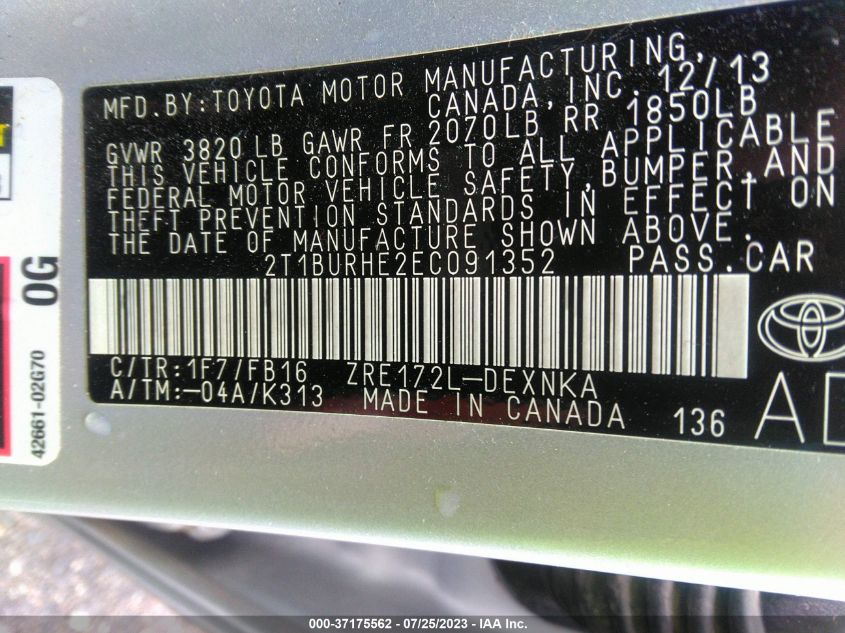 MFD.BY:TOYOTA MOTOR MANUFACTURING,
CANADA, INC. 12/13
GVWR 3820 LB GAWR FR 2070LB RR 1850LB
THIS VEHICLE CONFORMS TO ALL APPLICABLE
FEDERAL MOTOR VEHICLE SAFETY, BUMPER, AND
THEFT PREVENTION STANDARDS IN EFFECT ON
THE DATE OF MANUFACTURE SHOWN ABOVE.
2T1BURHE2EC091352 PASS.CAR
C/TR:1F7/FB16 ZRE172L-DEXNKA
A/TM:-04A/K313 MADE IN CANADA 136 A
0G
42661-02G70
000-37175562 / 07/25/2023 - IAA Inc.